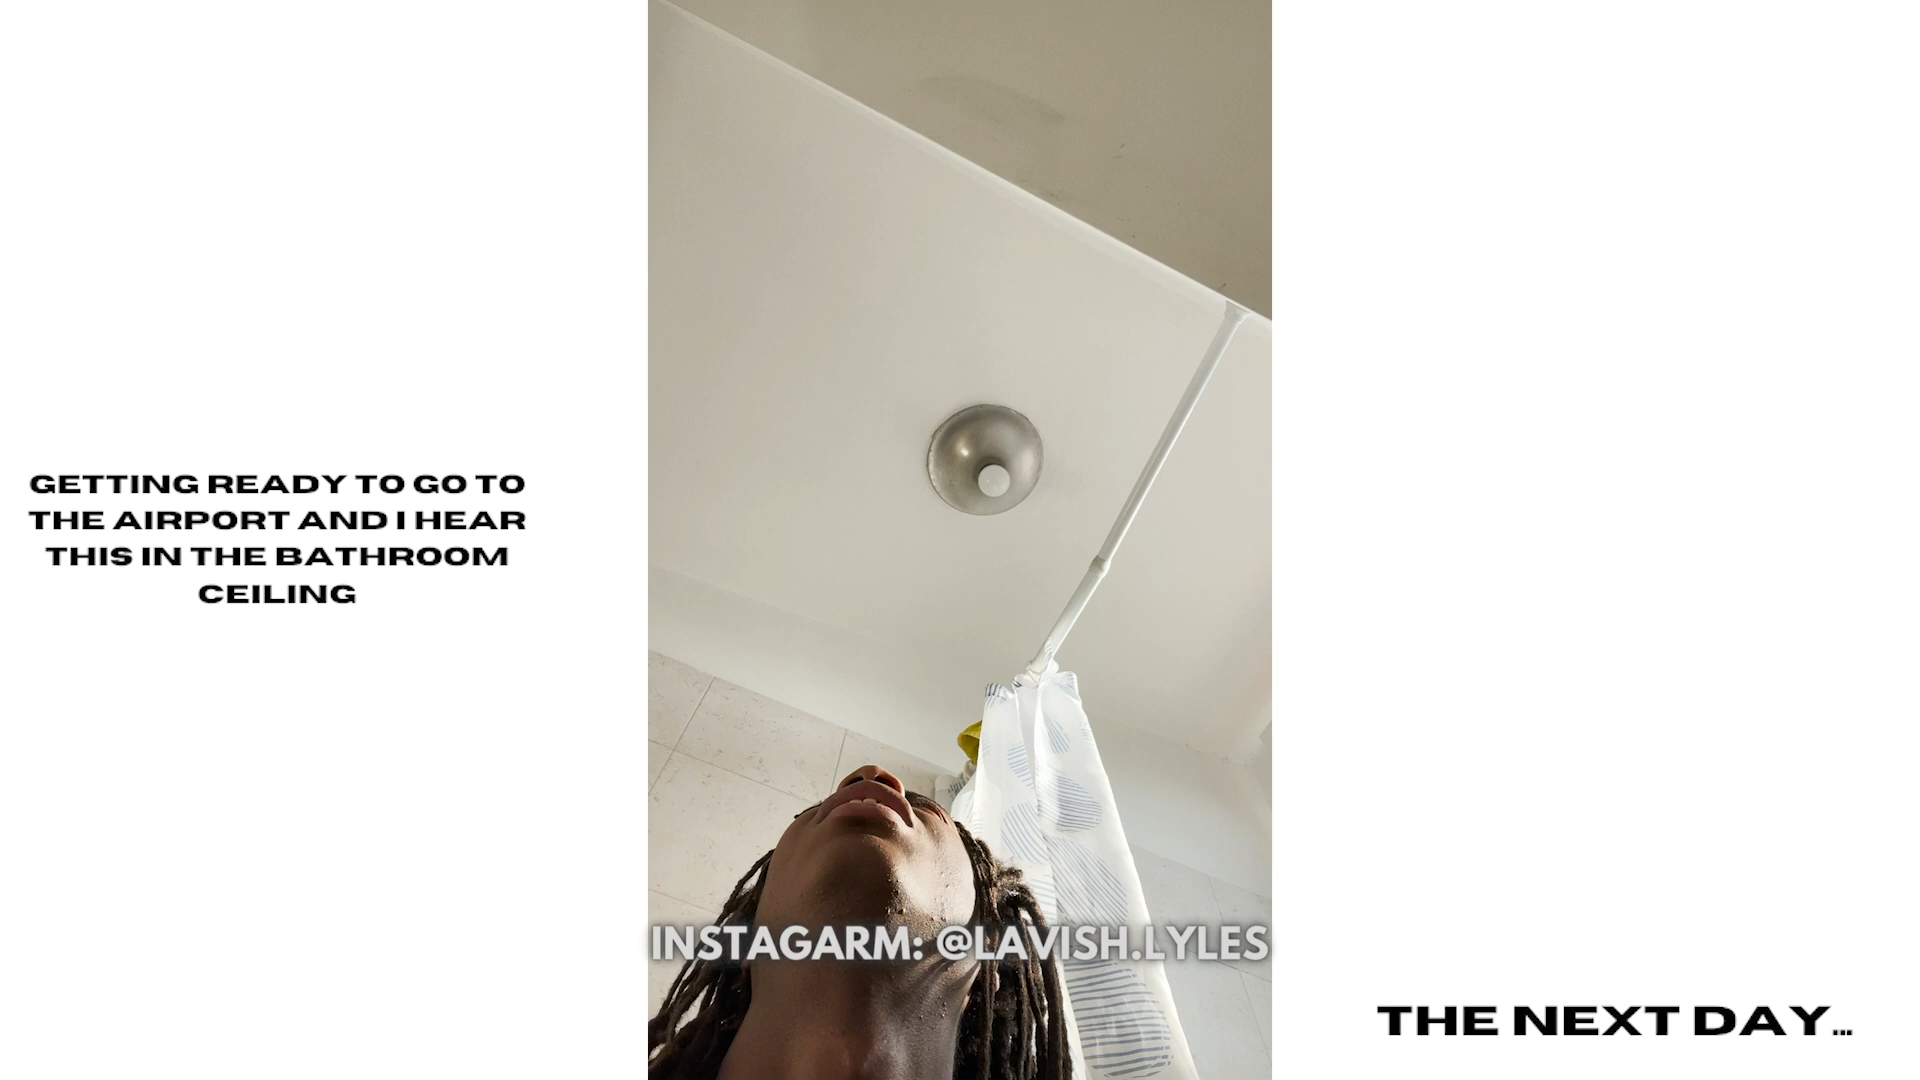 GETTING READY TO GO TO
THE AIRPORT AND I HEAR
THIS IN THE BATHROOM
CEILING
INSTAGARM: @LAVISH.LYLES
THE NEXT DAY...